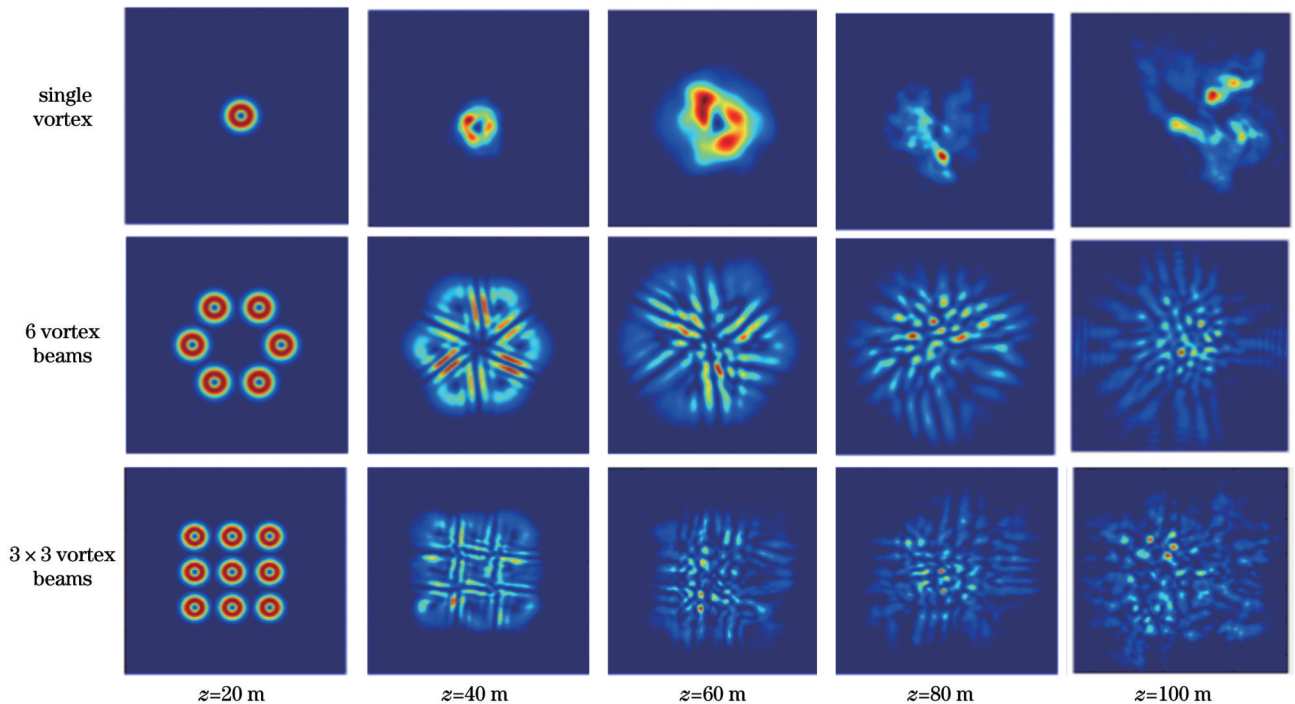 single
vortex
6 vortex
beams
3 × 3 vortex
beams
z=20 m
z=40 m
z=60 m
z=80 m
z=100 m